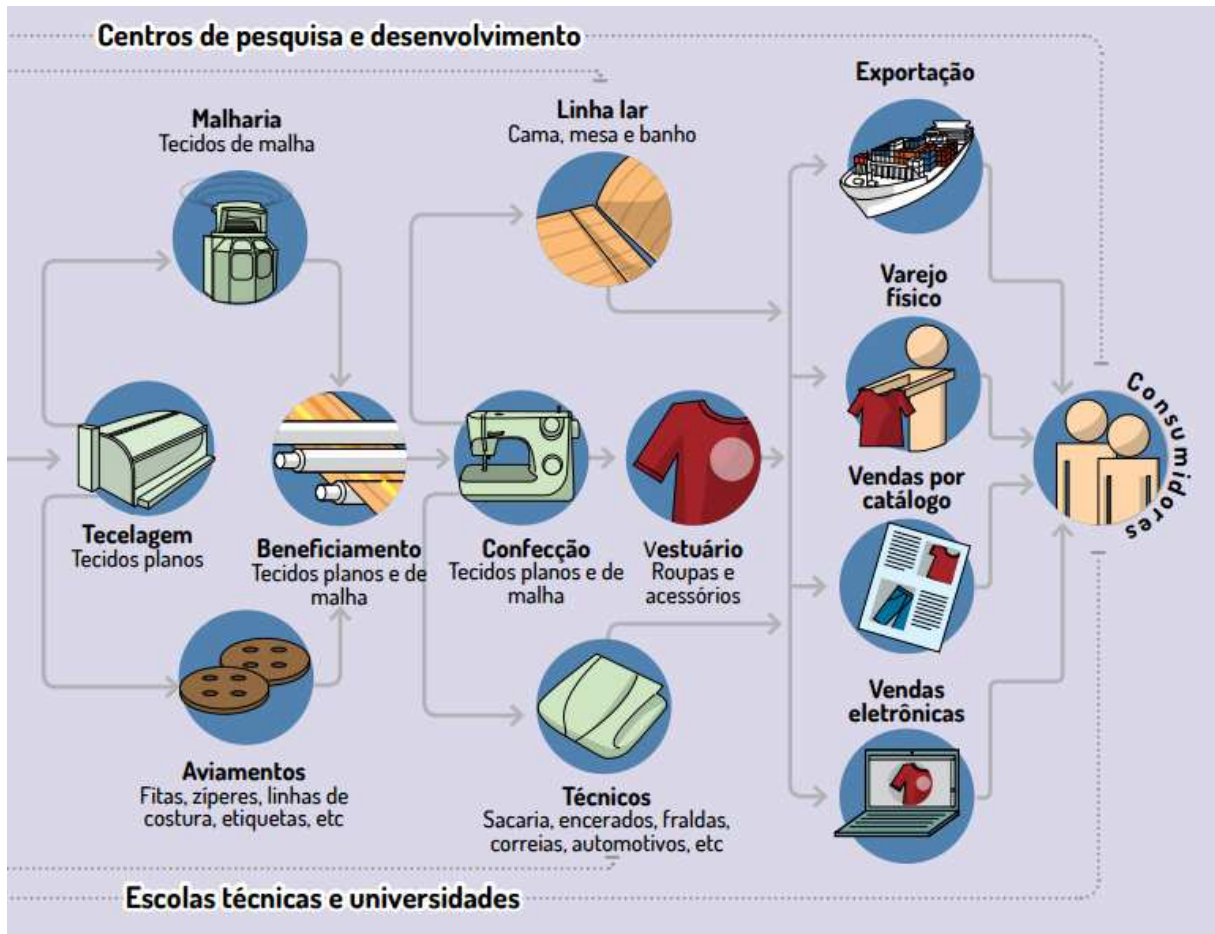 Centros de pesquisa e desenvolvimento
Exportação
Malharia
Tecidos de malha
Linha lar
Cama, mesa e banho
Varejo
físico
Consumidores
Vendas por
catálogo
Tecelagem
Tecidos planos
Beneficiamento
Tecidos planos e de
malha
Confecção
Tecidos planos e de
malha
Vestuário
Roupas e
acessórios
Vendas
eletrônicas
Aviamentos
Fitas, zíperes, linhas de
costura, etiquetas, etc
Técnicos
Sacaria, encerados, fraldas,
correias, automotivos, etc
Escolas técnicas e universidades